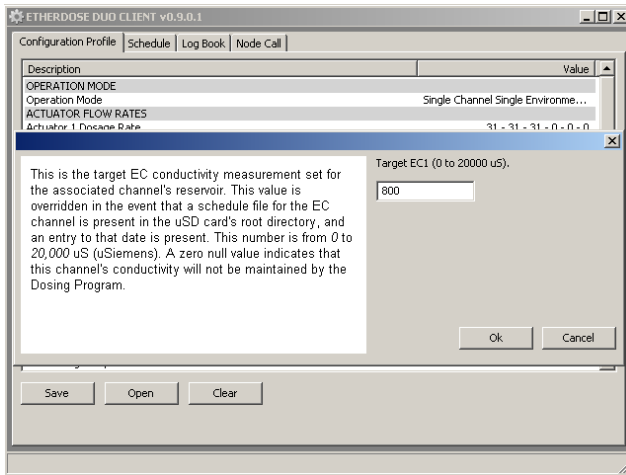 ETHERDOSE DUO CLIENT v0.9.0.1
Configuration Profile Schedule Log Book Node Call
Description Value
OPERATION MODE
Operation Mode Single Channel Single Environme...
ACTUATOR FLOW RATES
Actuator 1 Dosage Rate 31 - 31 - 31 - 0 - 0 - 0
This is the target EC conductivity measurement set for
the associated channel's reservoir. This value is
overridden in the event that a schedule file for the EC
channel is present in the uSD card's root directory, and
an entry to that date is present. This number is from 0 to
20,000 uS (uSiemens). A zero null value indicates that
this channel's conductivity will not be maintained by the
Dosing Program.
Target EC1 (0 to 20000 uS).
800
Ok Cancel
Save Open Clear